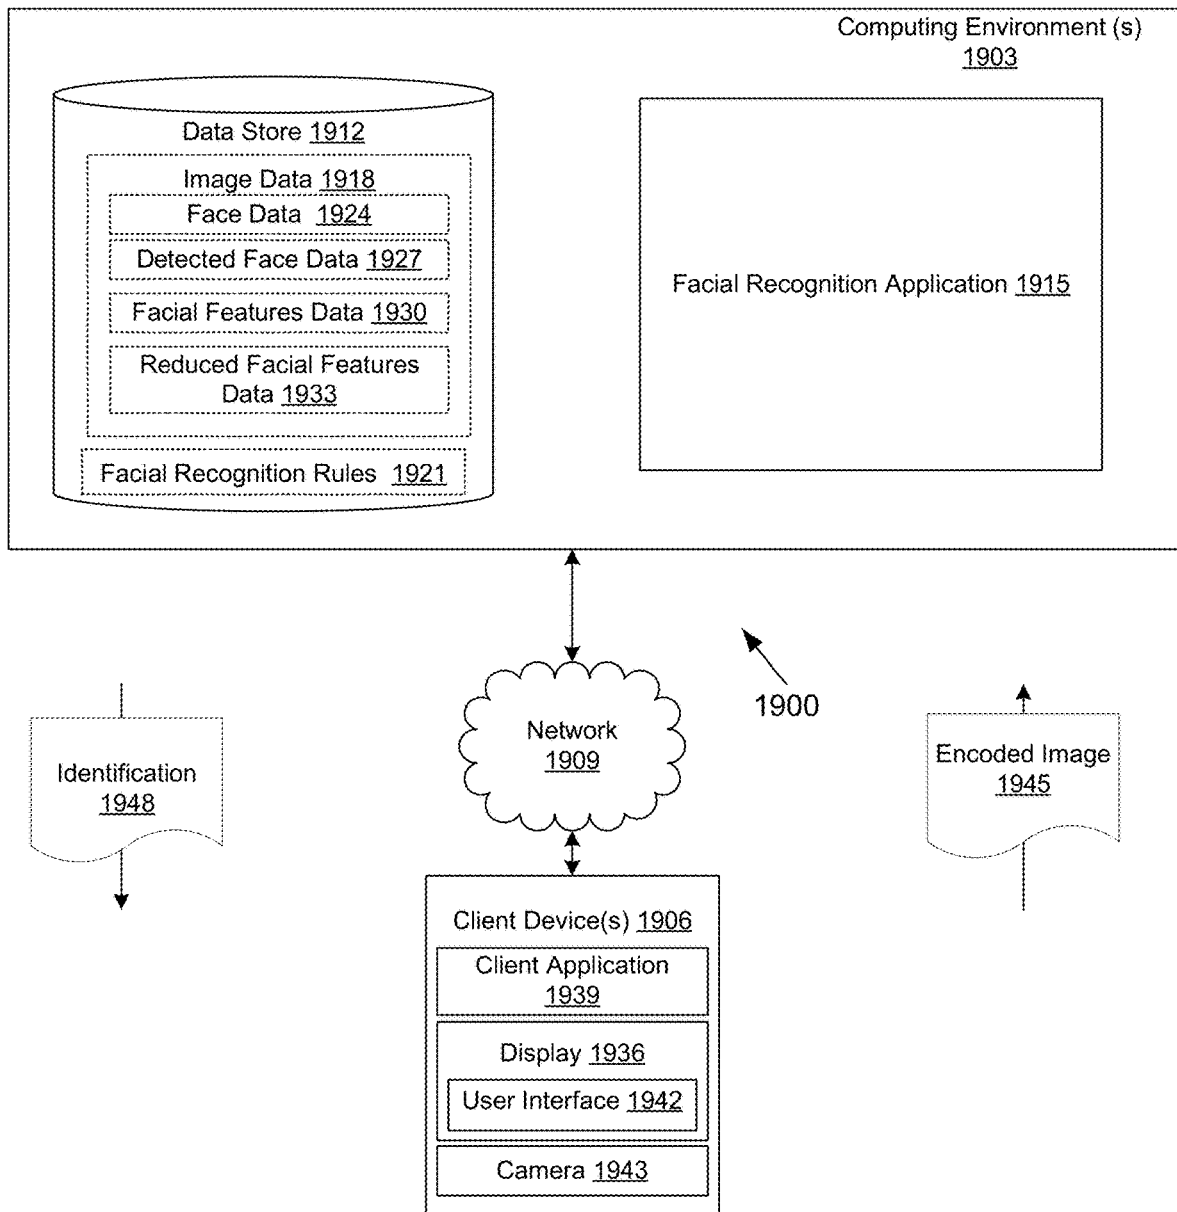 Computing Environment (s)
1903
Data Store 1912
Image Data 1918
Face Data 1924
Detected Face Data 1927
Facial Features Data 1930
Reduced Facial Features
Data 1933
Facial Recognition Rules 1921
Facial Recognition Application 1915
1900
Network
1909
Identification
1948
Encoded Image
1945
Client Device(s) 1906
Client Application
1939
Display 1936
User Interface 1942
Camera 1943